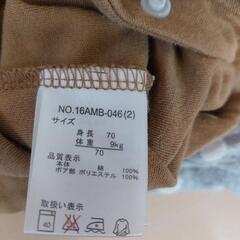 NO.16AMB-046(2)
サイズ
身長 70
体重 9kg
70
品質表示
本体 綿 100%
ボア部 ポリエステル 100%
取扱い表示
40